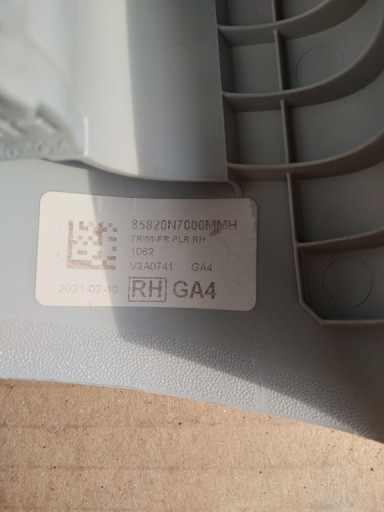 85820N7000MMH
TRIM-FR PLR RH
1062
V2A0741 GA4
2021-02-10 RH GA4